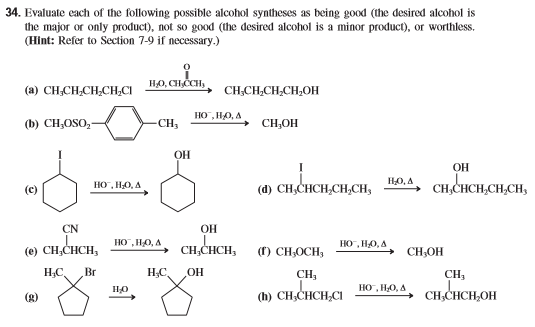 34. Evaluate each of the following possible alcohol syntheses as being good (the desired alcohol is
the major or only product), not so good (the desired alcohol is a minor product), or worthless.
(Hint: Refer to Section 7-9 if necessary.)
O
H₂O, CH₃CCH₃
(a) CH₃CH₂CH₂CH₂Cl CH₃CH₂CH₂CH₂OH
HO⁻, H₂O, Δ
(b) CH₃OSO₂ CH₃ CH₃OH
I OH
HO⁻, H₂O, Δ
(c)
I OH
H₂O, Δ
(d) CH₃CHCH₂CH₂CH₃ CH₃CHCH₂CH₂CH₃
CN OH
HO⁻, H₂O, Δ
(e) CH₃CHCH₃ CH₃CHCH₃
HO⁻, H₂O, Δ
(f) CH₃OCH₃ CH₃OH
H₃C Br H₃C OH
H₂O
(g)
CH₃ CH₃
HO⁻, H₂O, Δ
(h) CH₃CHCH₂Cl CH₃CHCH₂OH